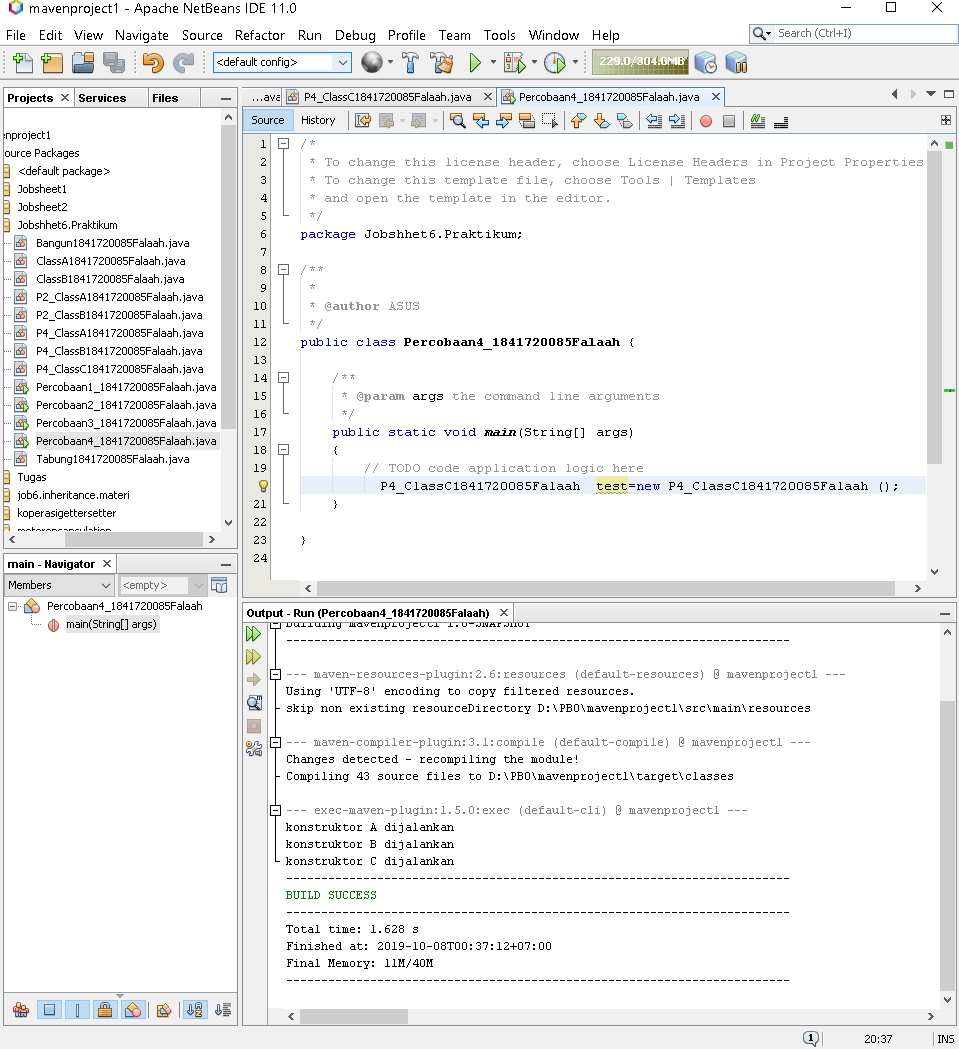 mavenproject1 - Apache NetBeans IDE 11.0
File Edit View Navigate Source Refactor Run Debug Profile Team Tools Window Help
Search (Ctrl+I)
<default config>
229.0/304.0MB
Projects Services Files
enproject1
ource Packages
<default package>
Jobsheet1
Jobsheet2
Jobshhet6.Praktikum
Bangun1841720085Falaah.java
ClassA1841720085Falaah.java
ClassB1841720085Falaah.java
P2_ClassA1841720085Falaah.java
P2_ClassB1841720085Falaah.java
P4_ClassA1841720085Falaah.java
P4_ClassB1841720085Falaah.java
P4_ClassC1841720085Falaah.java
Percobaan1_1841720085Falaah.java
Percobaan2_1841720085Falaah.java
Percobaan3_1841720085Falaah.java
Percobaan4_1841720085Falaah.java
Tabung1841720085Falaah.java
Tugas
job6.inheritance.materi
koperasigettersetter
motorencapsulation
main - Navigator
Members <empty>
Percobaan4_1841720085Falaah
main(String[] args)
...ava P4_ClassC1841720085Falaah.java Percobaan4_1841720085Falaah.java
Source History
1 /*
2 * To change this license header, choose License Headers in Project Properties
3 * To change this template file, choose Tools | Templates
4 * and open the template in the editor.
5 */
6 package Jobshhet6.Praktikum;
7
8 /**
9 *
10 * @author ASUS
11 */
12 public class Percobaan4_1841720085Falaah {
13
14 /**
15 * @param args the command line arguments
16 */
17 public static void main(String[] args)
18 {
19 // TODO code application logic here
P4_ClassC1841720085Falaah test=new P4_ClassC1841720085Falaah ();
21 }
22
23 }
24
Output - Run (Percobaan4_1841720085Falaah)
Building mavenproject1 1.0-SNAPSHOT
------------------------------------------------------------------------
--- maven-resources-plugin:2.6:resources (default-resources) @ mavenproject1 ---
Using 'UTF-8' encoding to copy filtered resources.
skip non existing resourceDirectory D:\PBO\mavenproject1\src\main\resources
--- maven-compiler-plugin:3.1:compile (default-compile) @ mavenproject1 ---
Changes detected - recompiling the module!
Compiling 43 source files to D:\PBO\mavenproject1\target\classes
--- exec-maven-plugin:1.5.0:exec (default-cli) @ mavenproject1 ---
konstruktor A dijalankan
konstruktor B dijalankan
konstruktor C dijalankan
------------------------------------------------------------------------
BUILD SUCCESS
------------------------------------------------------------------------
Total time: 1.628 s
Finished at: 2019-10-08T00:37:12+07:00
Final Memory: 11M/40M
------------------------------------------------------------------------
1 20:37 INS